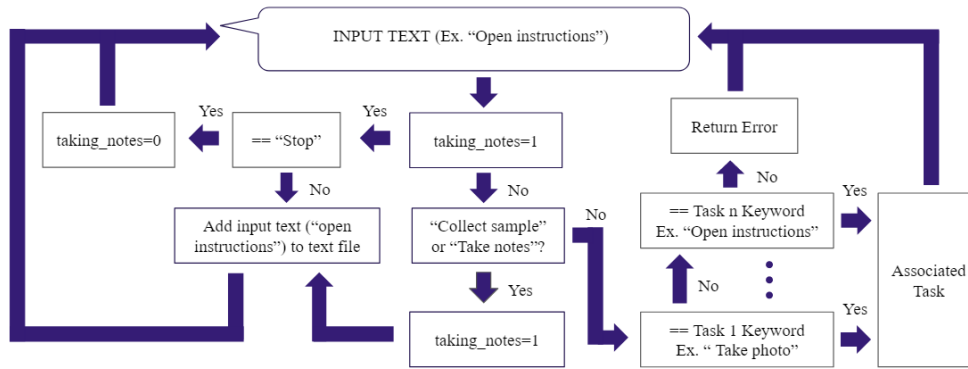 INPUT TEXT (Ex. “Open instructions”)
Yes
Yes
taking_notes=0
== “Stop”
taking_notes=1
Return Error
No
No
No
Add input text (“open
instructions”) to text file
“Collect sample”
or “Take notes”?
No
== Task n Keyword
Ex. “Open instructions”
Yes
Associated
Task
Yes
No
taking_notes=1
== Task 1 Keyword
Ex. “ Take photo”
Yes